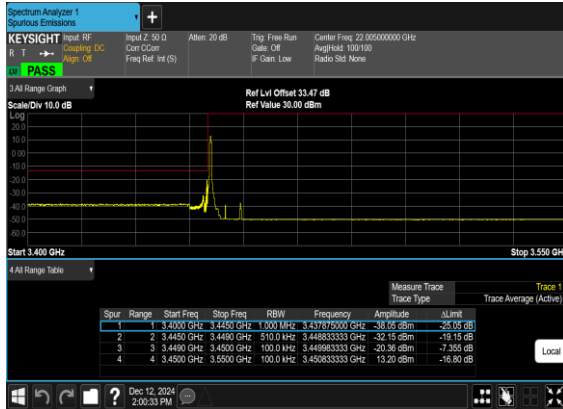 Spectrum Analyzer 1
Spurious Emissions
+
KEYSIGHT Input: RF Input Z: 50 Ω Atten: 20 dB Trig: Free Run Center Freq: 22.005000000 GHz
R T Coupling: DC Corr CCorr Gate: Off Avg|Hold: 100/100
Align: Off Freq Ref: Int (S) IF Gain: Low Radio Std: None
LXI PASS
3 All Range Graph
Ref Lvl Offset 33.47 dB
Scale/Div 10.0 dB Ref Value 30.00 dBm
Log
20.0
10.0
0.00
-10.0
-20.0
-30.0
-40.0
-50.0
-60.0
Start 3.400 GHz Stop 3.550 GH
4 All Range Table
Measure Trace Trace 1
Trace Type Trace Average (Active)
Spur Range Start Freq Stop Freq RBW Frequency Amplitude ΔLimit
1 1 3.4000 GHz 3.4450 GHz 1.000 MHz 3.437875000 GHz -38.05 dBm -25.05 dB
2 2 3.4450 GHz 3.4490 GHz 510.0 kHz 3.448833333 GHz -32.15 dBm -19.15 dB
3 3 3.4490 GHz 3.4500 GHz 100.0 kHz 3.449983333 GHz -20.36 dBm -7.355 dB
4 4 3.4500 GHz 3.5500 GHz 100.0 kHz 3.450833333 GHz 13.20 dBm -16.80 dB
Local
?
Dec 12, 2024
2:00:33 PM